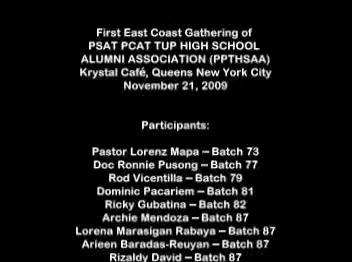 First East Coast Gathering of
PSAT PCAT TUP HIGH SCHOOL
ALUMNI ASSOCIATION (PPTHSAA)
Krystal Café, Queens New York City
November 21, 2009
Participants:
Pastor Lorenz Mapa – Batch 73
Doc Ronnie Pusong – Batch 77
Rod Vicentilla – Batch 79
Dominic Pacariem – Batch 81
Ricky Gubatina – Batch 82
Archie Mendoza – Batch 87
Lorena Marasigan Rabaya – Batch 87
Arieen Baradas-Reuyan – Batch 87
Rizaldy David – Batch 87